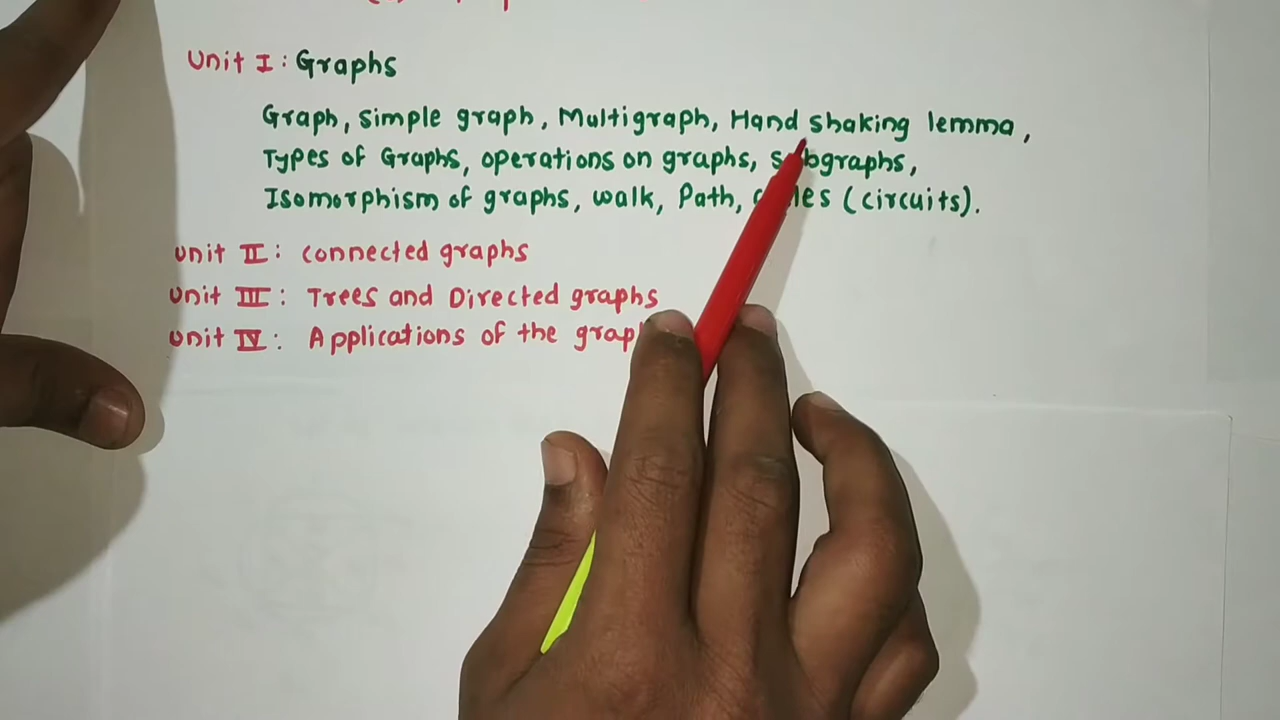 Unit I: Graphs
Graph, simple graph, Multigraph, Hand shaking lemma,
Types of Graphs, operations on graphs, subgraphs,
Isomorphism of graphs, walk, Path, (circuits).
Unit II: connected graphs
Unit III: Trees and Directed graphs
Unit IV: Applications of the